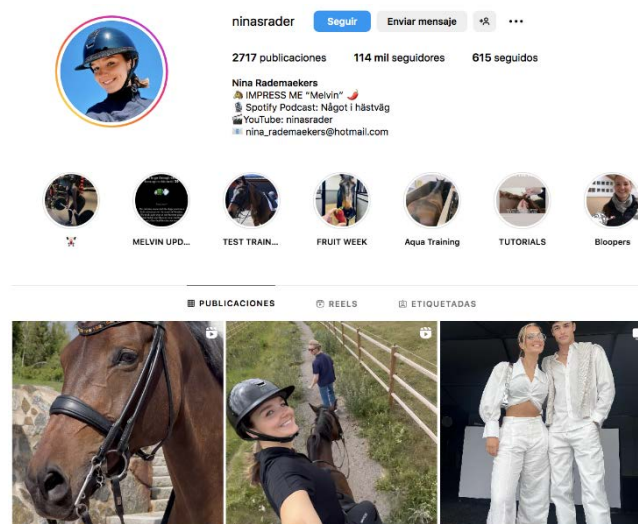 ninasrader
Seguir
Enviar mensaje
2717 publicaciones 114 mil seguidores 615 seguidos
Nina Rademaekers
🐴 IMPRESS ME "Melvin" 🌶️
🎙️ Spotify Podcast: Något i hästväg
🎬YouTube: ninasrader
📧 nina_rademaekers@hotmail.com
MELVIN UPD... TEST TRAIN... FRUIT WEEK Aqua Training TUTORIALS Bloopers
PUBLICACIONES REELS ETIQUETADAS